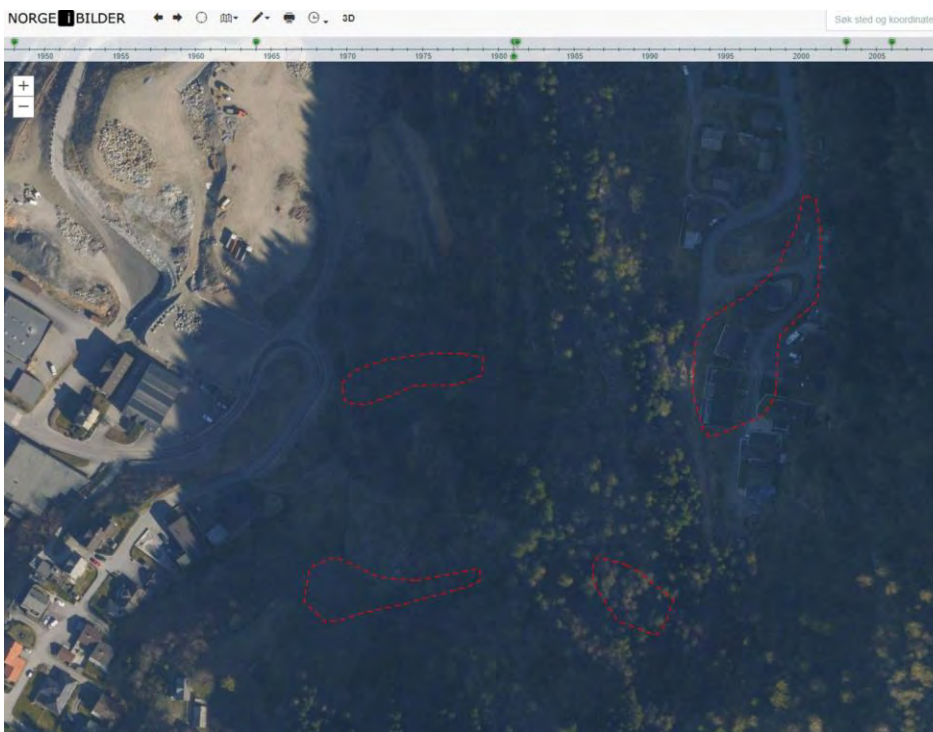 NORGE i BILDER
3D
Søk sted og koordinate
1950 1955 1960 1965 1970 1975 1980 1985 1990 1995 2000 2005
+
−